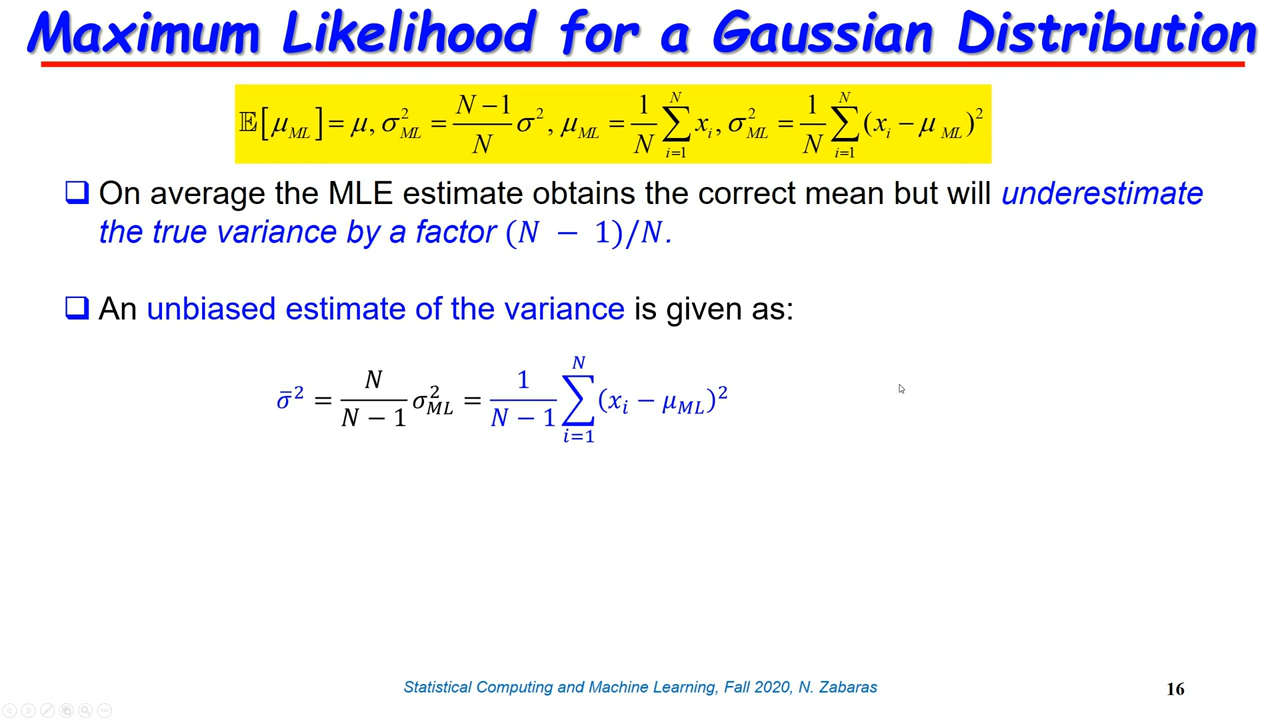 Maximum Likelihood for a Gaussian Distribution
𝔼[μ_ML] = μ, σ²_ML = (N − 1)/N σ², μ_ML = 1/N ∑_{i=1}^{N} x_i, σ²_ML = 1/N ∑_{i=1}^{N} (x_i − μ_ML)²
❑ On average the MLE estimate obtains the correct mean but will underestimate
the true variance by a factor (N − 1)/N.
❑ An unbiased estimate of the variance is given as:
σ̄² = N/(N − 1) σ²_ML = 1/(N − 1) ∑_{i=1}^{N} (x_i − μ_ML)²
Statistical Computing and Machine Learning, Fall 2020, N. Zabaras
16